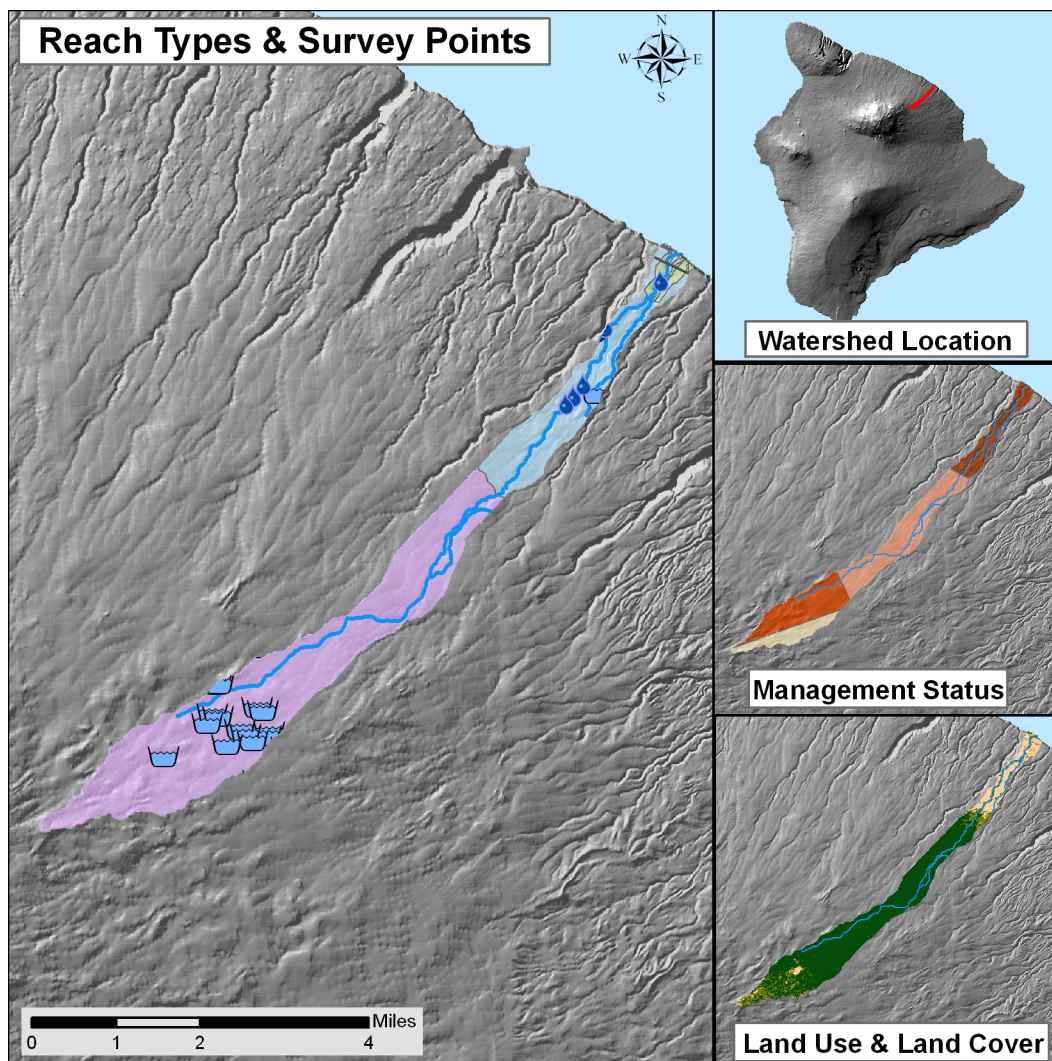 Reach Types & Survey Points
N
W
E
S
Watershed Location
Management Status
Miles
0
1
2
4
Land Use & Land Cover